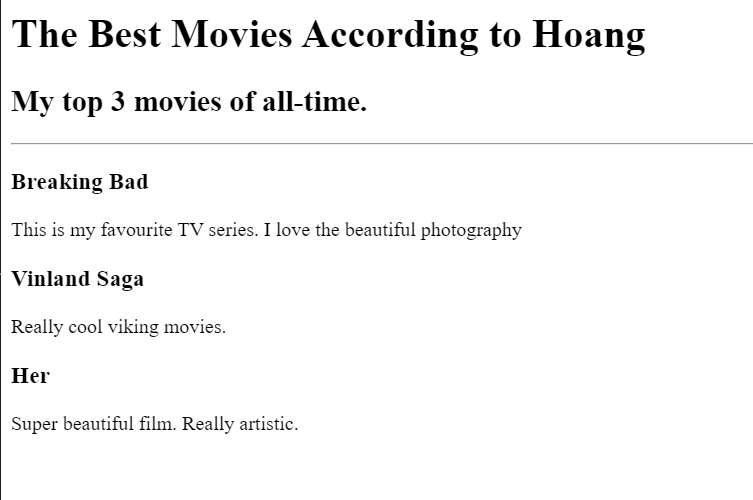 The Best Movies According to Hoang
My top 3 movies of all-time.
Breaking Bad
This is my favourite TV series. I love the beautiful photography
Vinland Saga
Really cool viking movies.
Her
Super beautiful film. Really artistic.